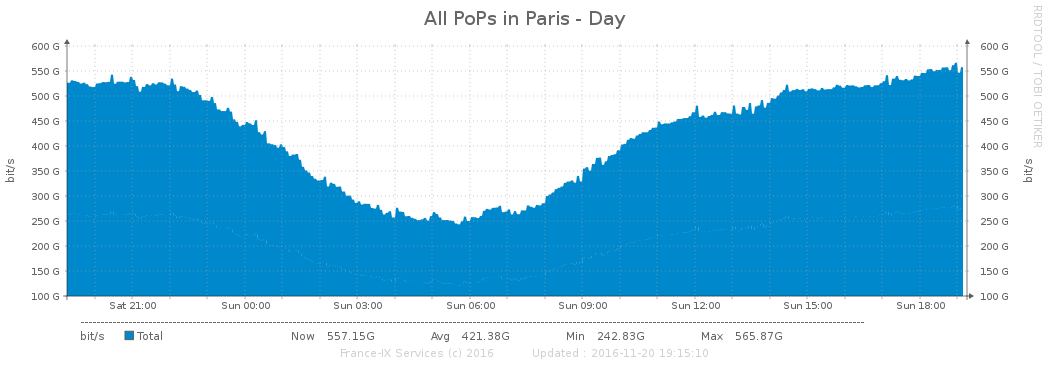 All PoPs in Paris - Day
RRDTOOL / TOBI OETIKER
600 G 600 G
550 G 550 G
500 G 500 G
450 G 450 G
400 G 400 G
350 G 350 G
300 G 300 G
250 G 250 G
200 G 200 G
150 G 150 G
100 G 100 G
bit/s bit/s
Sat 21:00 Sun 00:00 Sun 03:00 Sun 06:00 Sun 09:00 Sun 12:00 Sun 15:00 Sun 18:00
bit/s Total Now 557.15G Avg 421.38G Min 242.83G Max 565.87G
France-IX Services (c) 2016 Updated : 2016-11-20 19:15:10